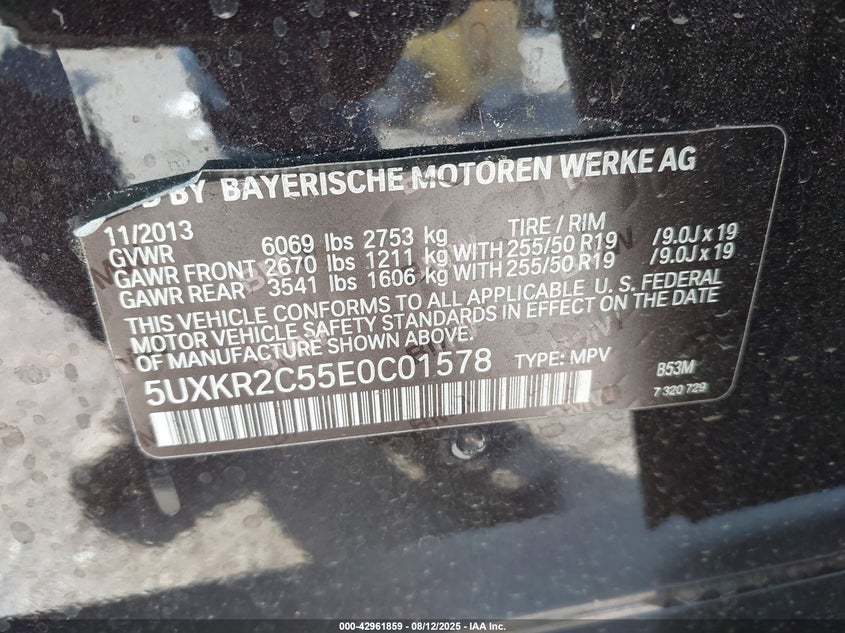 D BY BAYERISCHE MOTOREN WERKE AG
11/2013
GVWR 6069 lbs 2753 kg TIRE / RIM
GAWR FRONT 2670 lbs 1211 kg WITH 255/50 R19 /9.0J x 19
GAWR REAR 3541 lbs 1606 kg WITH 255/50 R19 /9.0J x 19
THIS VEHICLE CONFORMS TO ALL APPLICABLE U.S. FEDERAL
MOTOR VEHICLE SAFETY STANDARDS IN EFFECT ON THE DATE
OF MANUFACTURE SHOWN ABOVE.
5UXKR2C55E0C01578 TYPE: MPV B53M
7 320 729
000-42961859 - 08/12/2025 - IAA Inc.